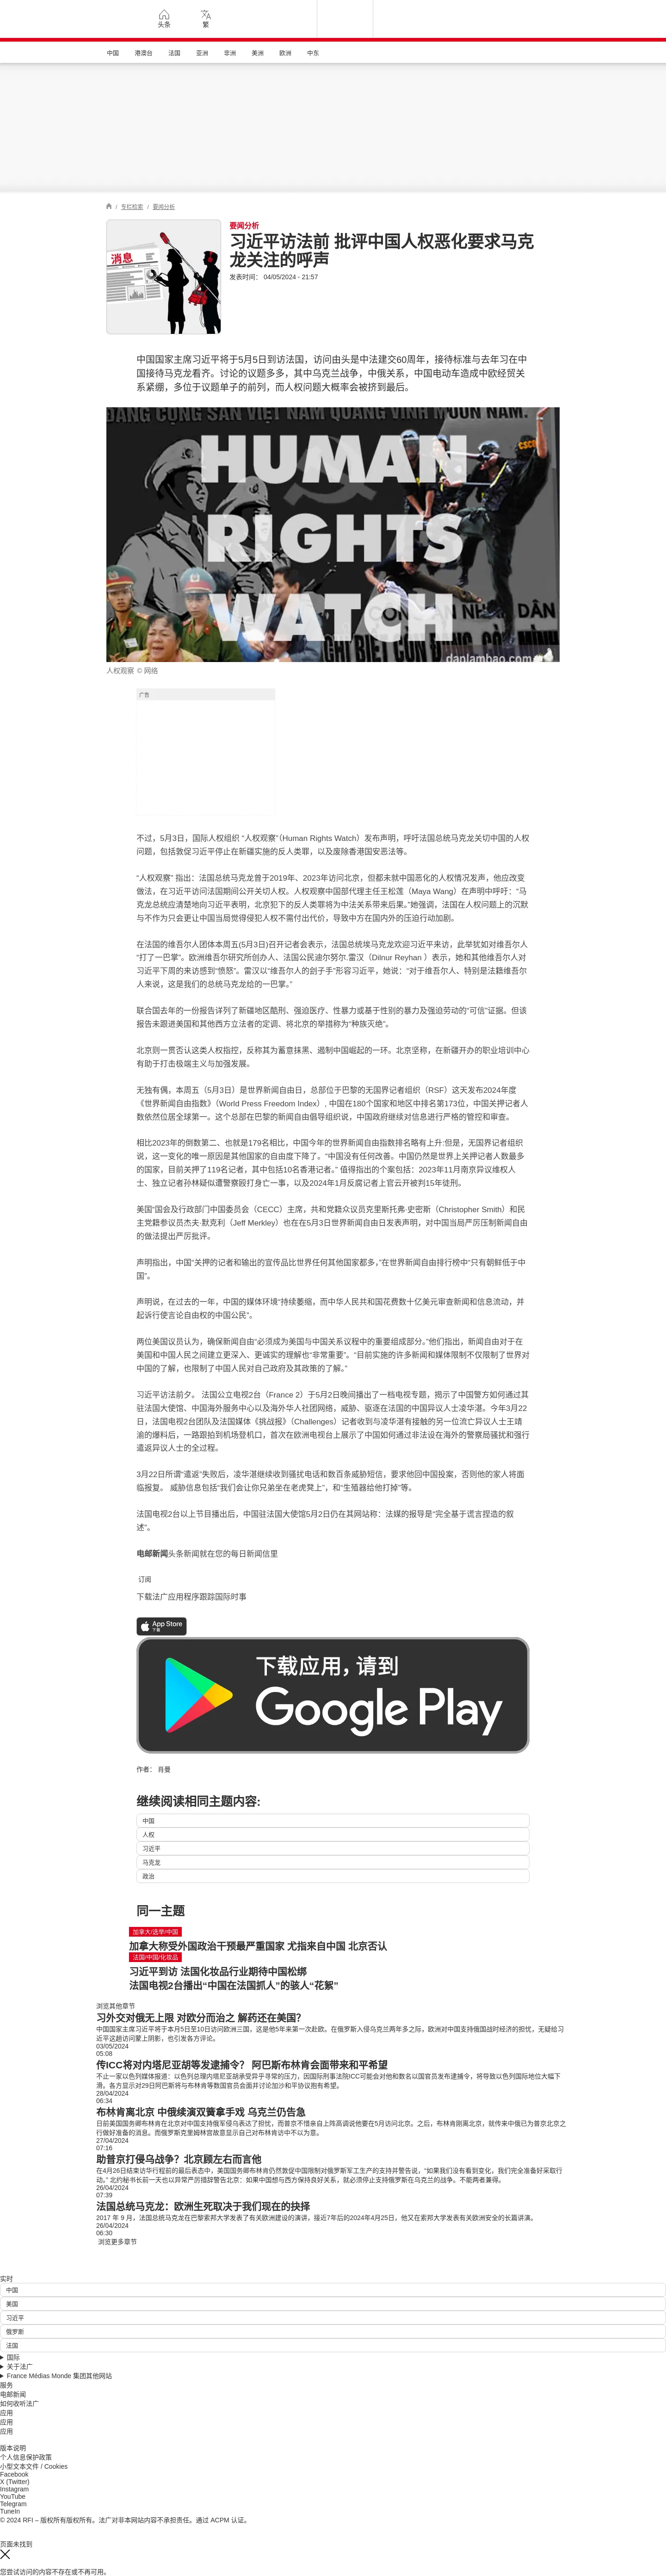 头条
繁
中国 港澳台 法国 亚洲 非洲 美洲 欧洲 中东
/ 专栏检索 / 要闻分析
消息
要闻分析
习近平访法前 批评中国人权恶化要求马克
龙关注的呼声
发表时间： 04/05/2024 - 21:57
中国国家主席习近平将于5月5日到访法国，访问由头是中法建交60周年，接待标准与去年习在中
国接待马克龙看齐。讨论的议题多多，其中乌克兰战争，中俄关系，中国电动车造成中欧经贸关
系紧绷，多位于议题单子的前列，而人权问题大概率会被挤到最后。
HUMAN
RIGHTS
WATCH
danlambao.com
人权观察 © 网络
广告
不过，5月3日，国际人权组织 “人权观察”（Human Rights Watch）发布声明，呼吁法国总统马克龙关切中国的人权
问题，包括敦促习近平停止在新疆实施的反人类罪，以及废除香港国安恶法等。
“人权观察” 指出：法国总统马克龙曾于2019年、2023年访问北京，但都未就中国恶化的人权情况发声，他应改变
做法，在习近平访问法国期间公开关切人权。人权观察中国部代理主任王松莲（Maya Wang）在声明中呼吁：“马
克龙总统应清楚地向习近平表明，北京犯下的反人类罪将为中法关系带来后果。”她强调，法国在人权问题上的沉默
与不作为只会更让中国当局觉得侵犯人权不需付出代价，导致中方在国内外的压迫行动加剧。
在法国的维吾尔人团体本周五(5月3日)召开记者会表示，法国总统埃马克龙欢迎习近平来访，此举犹如对维吾尔人
“打了一巴掌”。欧洲维吾尔研究所创办人、法国公民迪尔努尔.雷汉（Dilnur Reyhan ）表示，她和其他维吾尔人对
习近平下周的来访感到“愤怒”。雷汉以“维吾尔人的刽子手”形容习近平，她说：“对于维吾尔人、特别是法籍维吾尔
人来说，这是我们的总统马克龙给的一巴掌。”
联合国去年的一份报告详列了新疆地区酷刑、强迫医疗、性暴力或基于性别的暴力及强迫劳动的“可信”证据。但该
报告未跟进美国和其他西方立法者的定调、将北京的举措称为“种族灭绝”。
北京则一贯否认这类人权指控，反称其为蓄意抹黑、遏制中国崛起的一环。北京坚称，在新疆开办的职业培训中心
有助于打击极端主义与加强发展。
无独有偶，本周五（5月3日）是世界新闻自由日，总部位于巴黎的无国界记者组织（RSF）这天发布2024年度
《世界新闻自由指数》（World Press Freedom Index）, 中国在180个国家和地区中排名第173位，中国关押记者人
数依然位居全球第一。这个总部在巴黎的新闻自由倡导组织说，中国政府继续对信息进行严格的管控和审查。
相比2023年的倒数第二、也就是179名相比，中国今年的世界新闻自由指数排名略有上升:但是，无国界记者组织
说，这一变化的唯一原因是其他国家的自由度下降了。“中国没有任何改善。中国仍然是世界上关押记者人数最多
的国家，目前关押了119名记者，其中包括10名香港记者。” 值得指出的个案包括：2023年11月南京异议维权人
士、独立记者孙林疑似遭警察殴打身亡一事，以及2024年1月反腐记者上官云开被判15年徒刑。
美国“国会及行政部门中国委员会（CECC）主席，共和党籍众议员克里斯托弗·史密斯（Christopher Smith）和民
主党籍参议员杰夫·默克利（Jeff Merkley）也在在5月3日世界新闻自由日发表声明，对中国当局严厉压制新闻自由
的做法提出严厉批评。
声明指出，中国“关押的记者和输出的宣传品比世界任何其他国家都多，”在世界新闻自由排行榜中“只有朝鲜低于中
国”。
声明说，在过去的一年，中国的媒体环境“持续萎缩，而中华人民共和国花费数十亿美元审查新闻和信息流动，并
起诉行使言论自由权的中国公民”。
两位美国议员认为，确保新闻自由“必须成为美国与中国关系议程中的重要组成部分。”他们指出，新闻自由对于在
美国和中国人民之间建立更深入、更诚实的理解也“非常重要”。“目前实施的许多新闻和媒体限制不仅限制了世界对
中国的了解，也限制了中国人民对自己政府及其政策的了解。”
习近平访法前夕。 法国公立电视2台（France 2）于5月2日晚间播出了一档电视专题，揭示了中国警方如何通过其
驻法国大使馆、中国海外服务中心以及海外华人社团网络，威胁、驱逐在法国的中国异议人士凌华湛。今年3月22
日，法国电视2台团队及法国媒体《挑战报》（Challenges）记者收到与凌华湛有接触的另一位流亡异议人士王靖
渝的爆料后，一路跟拍到机场登机口，首次在欧洲电视台上展示了中国如何通过非法设在海外的警察局骚扰和强行
遣返异议人士的全过程。
3月22日所谓“遣返”失败后，凌华湛继续收到骚扰电话和数百条威胁短信，要求他回中国投案，否则他的家人将面
临报复。 威胁信息包括“我们会让你兄弟坐在老虎凳上”，和“生殖器给他打掉”等。
法国电视2台以上节目播出后，中国驻法国大使馆5月2日仍在其网站称：法媒的报导是“完全基于谎言捏造的叙
述”。
电邮新闻头条新闻就在您的每日新闻信里
订阅
下载法广应用程序跟踪国际时事
App Store
下载
下载应用，请到
Google Play
作者： 肖曼
继续阅读相同主题内容:
中国
人权
习近平
马克龙
政治
同一主题
加拿大/选举/中国
加拿大称受外国政治干预最严重国家 尤指来自中国 北京否认
法国/中国/化妆品
习近平到访 法国化妆品行业期待中国松绑
法国电视2台播出“中国在法国抓人”的骇人“花絮”
浏览其他章节
习外交对俄无上限 对欧分而治之 解药还在美国？
中国国家主席习近平将于本月5日至10日访问欧洲三国，这是他5年来第一次赴欧。在俄罗斯入侵乌克兰两年多之际，欧洲对中国支持俄国战时经济的担忧，无疑给习
近平这趟访问蒙上阴影，也引发各方评论。
03/05/2024
05:08
传ICC将对内塔尼亚胡等发逮捕令？ 阿巴斯布林肯会面带来和平希望
不止一家以色列媒体报道：以色列总理内塔尼亚胡承受异乎寻常的压力，因国际刑事法院ICC可能会对他和数名以国官员发布逮捕令，将导致以色列国际地位大幅下
滑。各方显示对29日阿巴斯将与布林肯等数国官员会面并讨论加沙和平协议抱有希望。
28/04/2024
06:34
布林肯离北京 中俄续演双簧拿手戏 乌克兰仍告急
日前美国国务卿布林肯在北京对中国支持俄军侵乌表达了担忧，而普京不惜亲自上阵高调说他要在5月访问北京。之后，布林肯刚离北京，就传来中俄已为普京北京之
行做好准备的消息。而俄罗斯克里姆林宫故意显示自己对布林肯访中不以为意。
27/04/2024
07:16
助普京打侵乌战争？北京顾左右而言他
在4月26日结束访华行程前的最后表态中，美国国务卿布林肯仍然敦促中国限制对俄罗斯军工生产的支持并警告说，“如果我们没有看到变化，我们完全准备好采取行
动。” 北约秘书长前一天也以异常严厉措辞警告北京：如果中国想与西方保持良好关系，就必须停止支持俄罗斯在乌克兰的战争。不能两者兼得。
26/04/2024
07:39
法国总统马克龙：欧洲生死取决于我们现在的抉择
2017 年 9 月，法国总统马克龙在巴黎索邦大学发表了有关欧洲建设的演讲，接近7年后的2024年4月25日，他又在索邦大学发表有关欧洲安全的长篇讲演。
26/04/2024
06:30
浏览更多章节
实时
中国
美国
习近平
俄罗斯
法国
国际
关于法广
France Médias Monde 集团其他网站
服务
电邮新闻
如何收听法广
应用
应用
应用
版本说明
个人信息保护政策
小型文本文件 / Cookies
Facebook
X (Twitter)
Instagram
YouTube
Telegram
TuneIn
© 2024 RFI – 版权所有版权所有。法广对非本网站内容不承担责任。通过 ACPM 认证。
页面未找到
您尝试访问的内容不存在或不再可用。